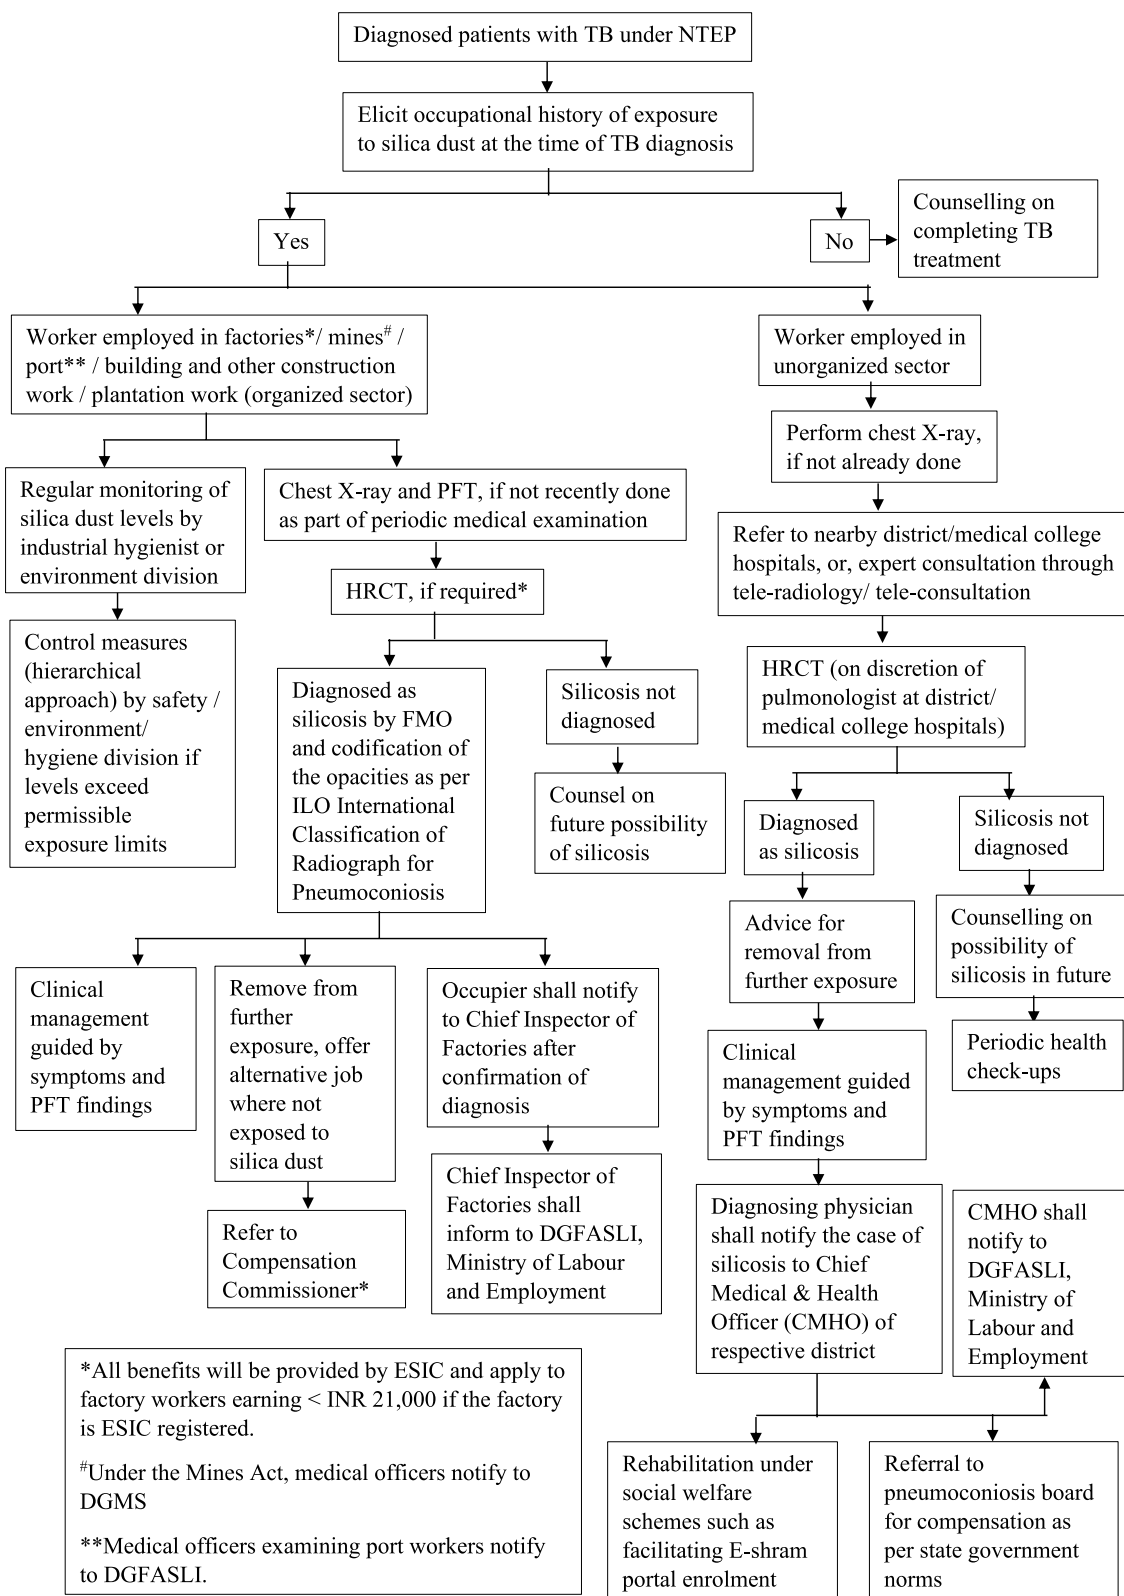 Diagnosed patients with TB under NTEP
Elicit occupational history of exposure
to silica dust at the time of TB diagnosis
Yes
No
Counselling on
completing TB
treatment
Worker employed in factories*/ mines# /
port** / building and other construction
work / plantation work (organized sector)
Worker employed in
unorganized sector
Regular monitoring of
silica dust levels by
industrial hygienist or
environment division
Chest X-ray and PFT, if not recently done
as part of periodic medical examination
Perform chest X-ray,
if not already done
HRCT, if required*
Refer to nearby district/medical college
hospitals, or, expert consultation through
tele-radiology/ tele-consultation
Control measures
(hierarchical
approach) by safety /
environment/
hygiene division if
levels exceed
permissible
exposure limits
Diagnosed as
silicosis by FMO
and codification of
the opacities as per
ILO International
Classification of
Radiograph for
Pneumoconiosis
Silicosis not
diagnosed
Counsel on
future possibility
of silicosis
HRCT (on discretion of
pulmonologist at district/
medical college hospitals)
Diagnosed
as silicosis
Silicosis not
diagnosed
Advice for
removal from
further exposure
Counselling on
possibility of
silicosis in future
Clinical
management
guided by
symptoms and
PFT findings
Remove from
further
exposure, offer
alternative job
where not
exposed to
silica dust
Occupier shall notify
to Chief Inspector of
Factories after
confirmation of
diagnosis
Clinical
management guided
by symptoms and
PFT findings
Periodic health
check-ups
Refer to
Compensation
Commissioner*
Chief Inspector of
Factories shall
inform to DGFASLI,
Ministry of Labour
and Employment
Diagnosing physician
shall notify the case of
silicosis to Chief
Medical & Health
Officer (CMHO) of
respective district
CMHO shall
notify to
DGFASLI,
Ministry of
Labour and
Employment
*All benefits will be provided by ESIC and apply to
factory workers earning < INR 21,000 if the factory
is ESIC registered.
#Under the Mines Act, medical officers notify to
DGMS
**Medical officers examining port workers notify
to DGFASLI.
Rehabilitation under
social welfare
schemes such as
facilitating E-shram
portal enrolment
Referral to
pneumoconiosis board
for compensation as
per state government
norms